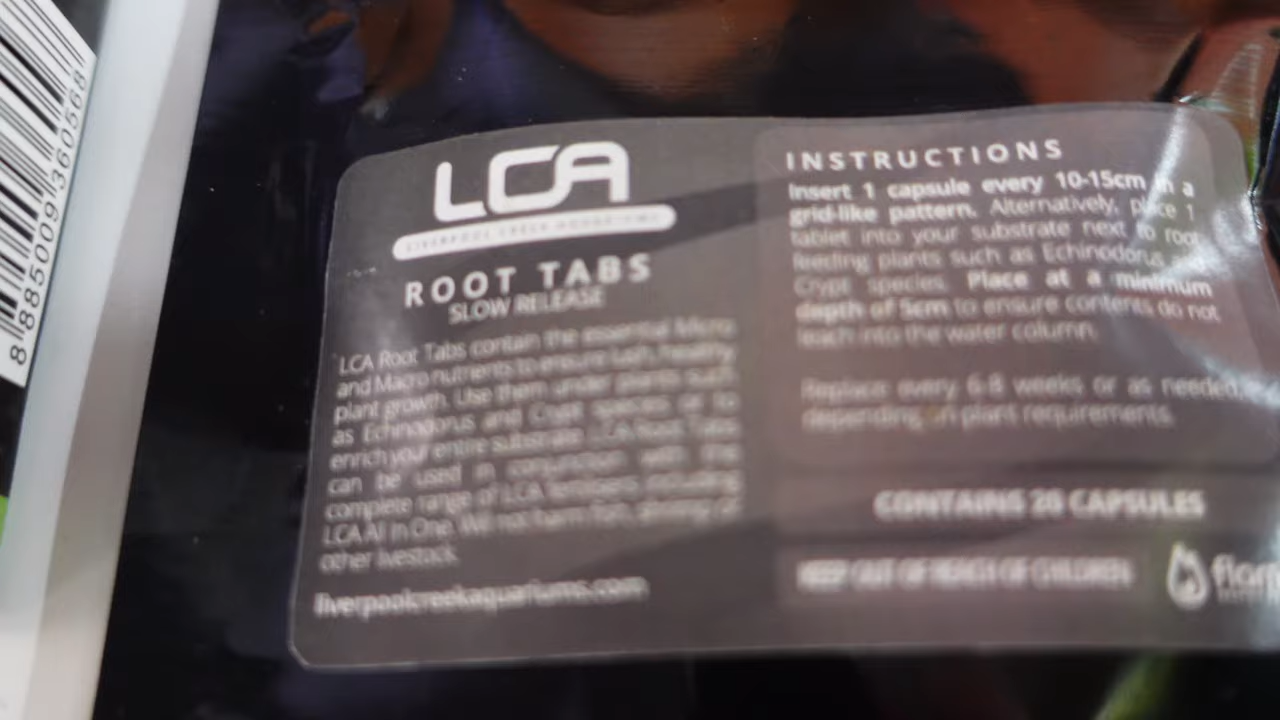 8885009360568
LCA
LIVERPOOL CREEK AQUARIUMS
ROOT TABS
SLOW RELEASE
LCA Root Tabs contain the essential Micro
and Macro nutrients to ensure lush, healthy
plant growth. Use them under plants such
as Echinodorus and Crypt species or to
enrich your entire substrate. LCA Root Tabs
can be used in conjunction with the
complete range of LCA fertilisers including
LCA All In One. Will not harm fish, shrimp or
other livestock.
liverpoolcreekaquariums.com
INSTRUCTIONS
Insert 1 capsule every 10-15cm in a
grid-like pattern. Alternatively, place 1
tablet into your substrate next to root
feeding plants such as Echinodorus and
Crypt species. Place at a minimum
depth of 5cm to ensure contents do not
leach into the water column.
Replace every 6-8 weeks or as needed,
depending on plant requirements.
CONTAINS 20 CAPSULES
KEEP OUT OF REACH OF CHILDREN